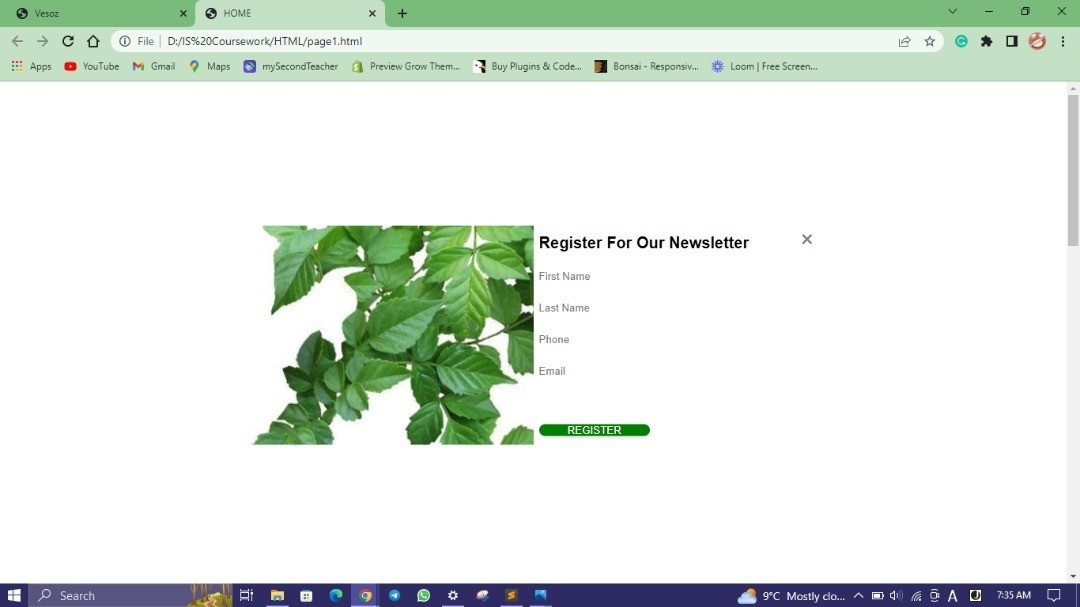 Vesoz
HOME
File
D:/IS%20Coursework/HTML/page1.html
Apps
YouTube
Gmail
Maps
mySecondTeacher
Preview Grow Them...
Buy Plugins & Code...
Bonsai - Responsiv...
Loom | Free Screen...
Register For Our Newsletter
First Name
Last Name
Phone
Email
REGISTER
Search
9°C Mostly clo...
7:35 AM